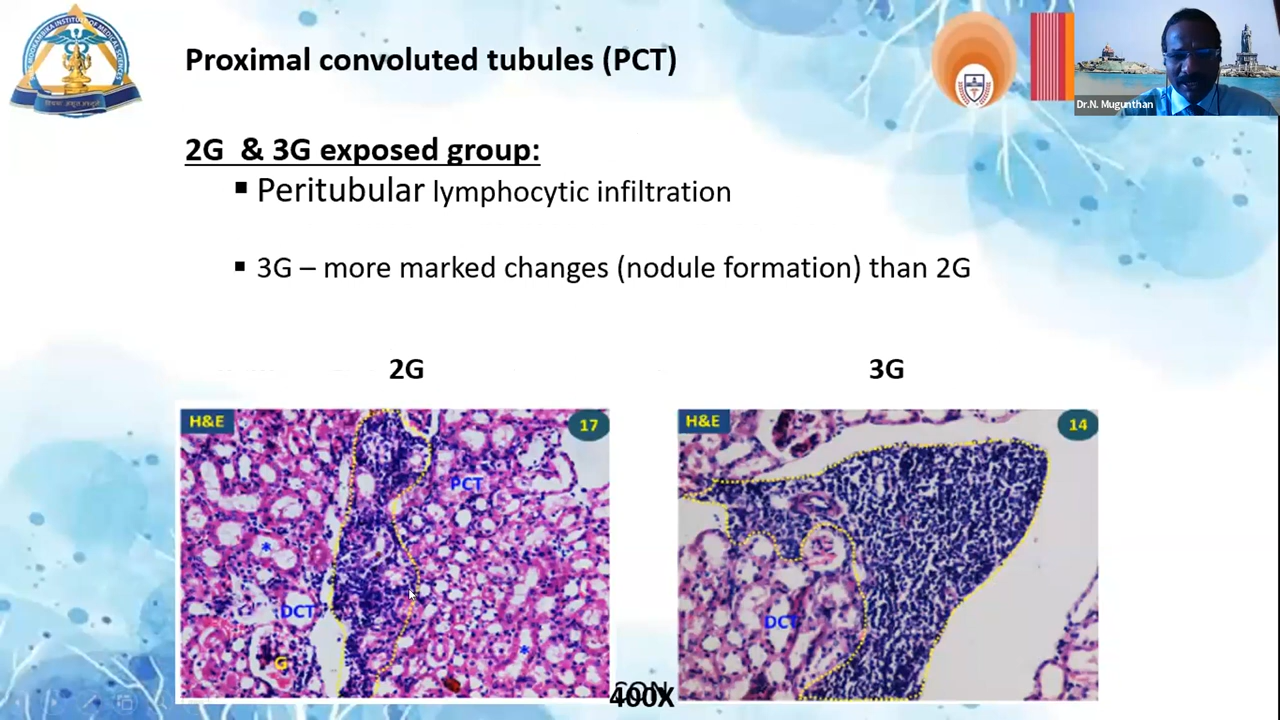 Proximal convoluted tubules (PCT)
Dr.N. Mugunthan
2G & 3G exposed group:
▪ Peritubular lymphocytic infiltration
▪ 3G – more marked changes (nodule formation) than 2G
2G
3G
H&E
17
PCT
*
DCT
*
G
H&E
14
DCT
400X